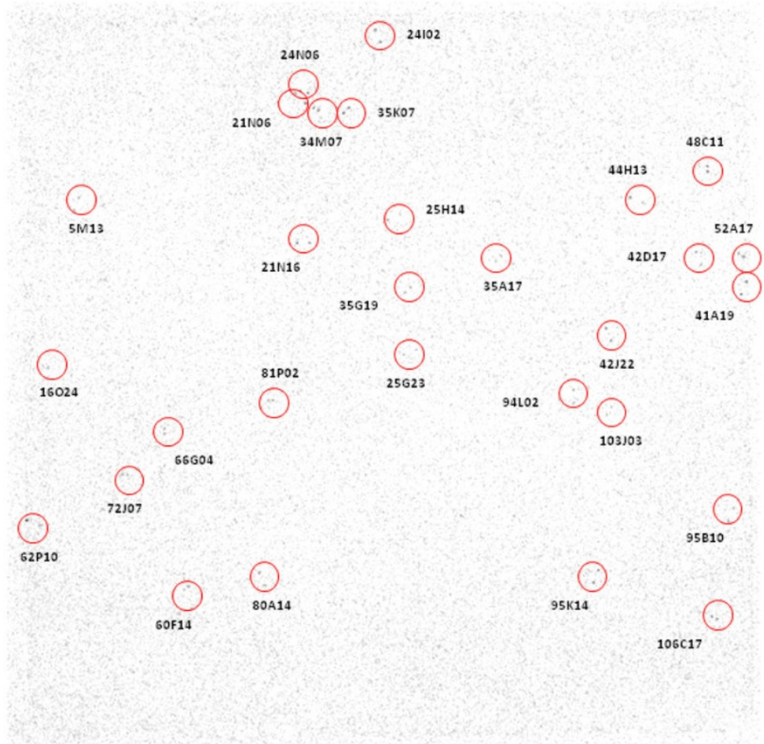 24I02
24N06
35K07
21N06
34M07
48C11
44H13
25H14
5M13
52A17
21N16
42D17
35A17
35G19
41A19
42J22
81P02
25G23
16O24
94L02
103J03
66G04
72J07
95B10
62P10
80A14
95K14
60F14
106C17